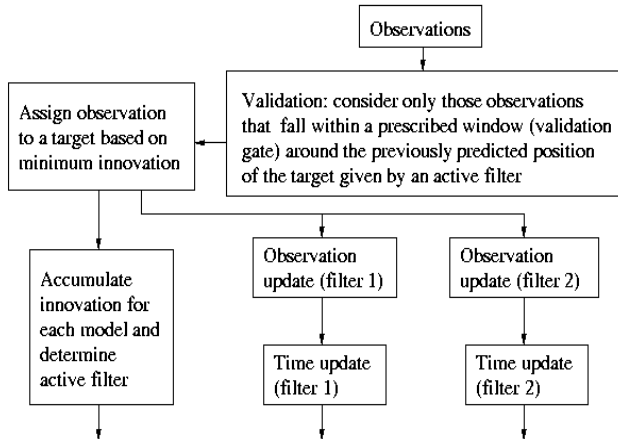 Observations
Validation: consider only those observations
that fall within a prescribed window (validation
gate) around the previously predicted position
of the target given by an active filter
Assign observation
to a target based on
minimum innovation
Accumulate
innovation for
each model and
determine
active filter
Observation
update (filter 1)
Observation
update (filter 2)
Time update
(filter 1)
Time update
(filter 2)